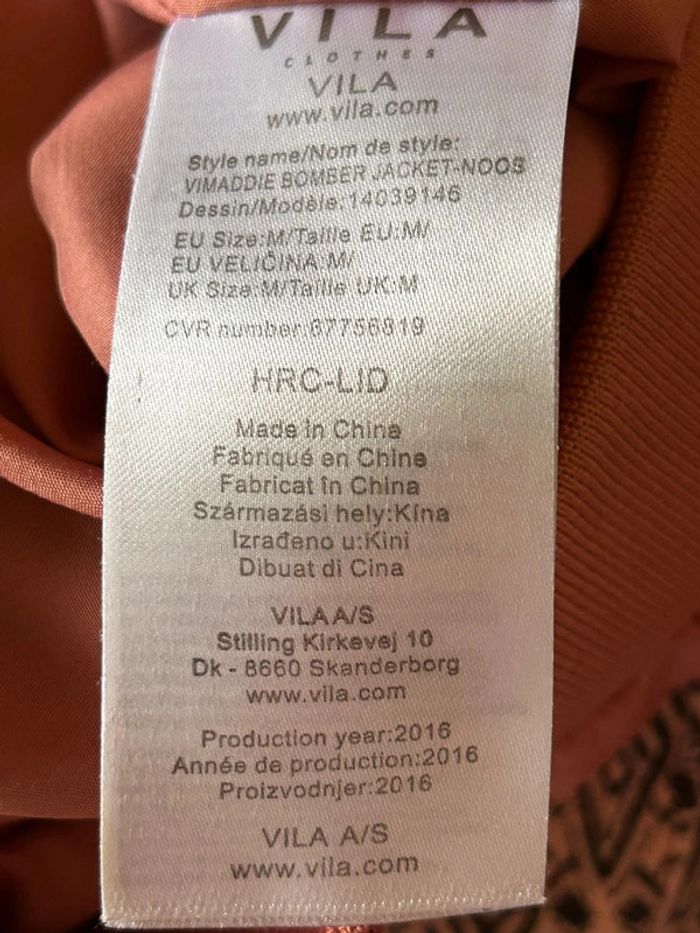 VILA
CLOTHES
VILA
www.vila.com
Style name/Nom de style:
VIMADDIE BOMBER JACKET-NOOS
Dessin/Modèle:14039146
EU Size:M/Taille EU:M/
EU VELIČINA:M/
UK Size:M/Taille UK:M
CVR number:67756819
HRC-LID
Made in China
Fabriqué en Chine
Fabricat în China
Származási hely:Kína
Izrađeno u:Kini
Dibuat di Cina
VILA A/S
Stilling Kirkevej 10
Dk - 8660 Skanderborg
www.vila.com
Production year:2016
Année de production:2016
Proizvodnjer:2016
VILA A/S
www.vila.com